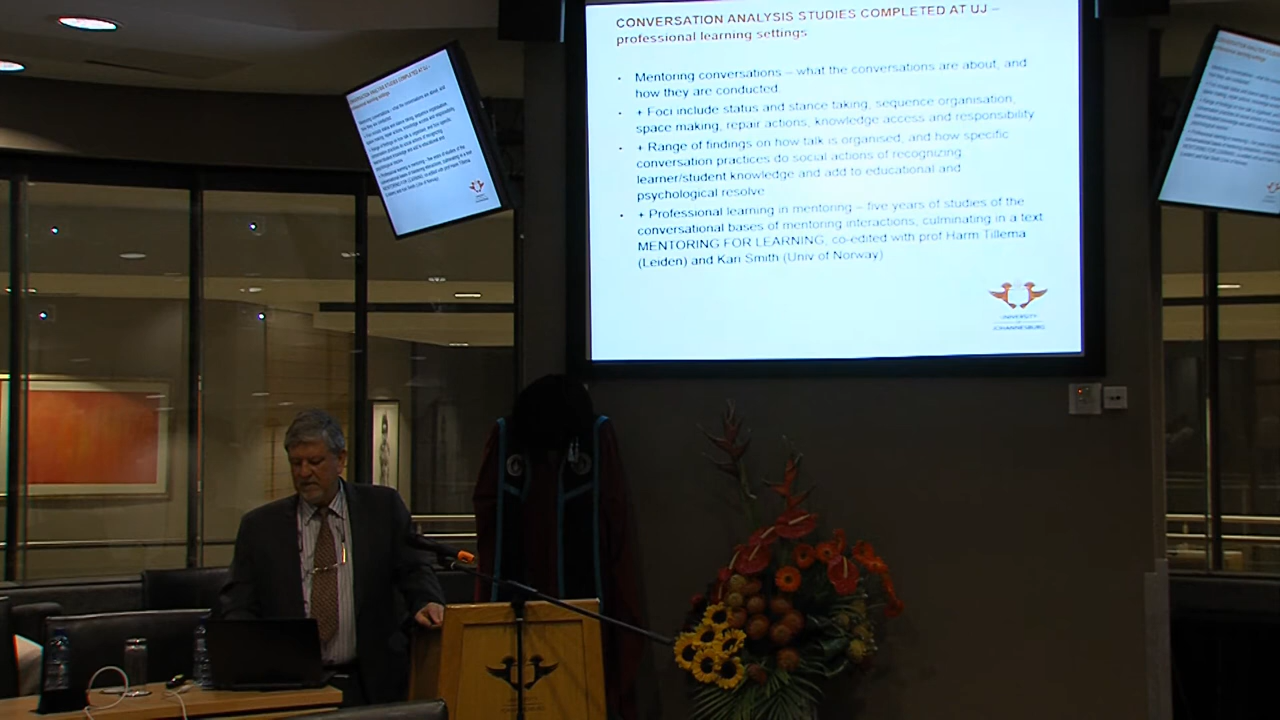 CONVERSATION ANALYSIS STUDIES COMPLETED AT UJ –
professional learning settings
• Mentoring conversations – what the conversations are about, and
how they are conducted.
• + Foci include status and stance taking, sequence organisation,
space making, repair actions, knowledge access and responsibility
• + Range of findings on how talk is organised, and how specific
conversation practices do social actions of recognizing
learner/student knowledge and add to educational and
psychological resolve
• + Professional learning in mentoring – five years of studies of the
conversational bases of mentoring interactions, culminating in a text
MENTORING FOR LEARNING, co-edited with prof Harm Tillema
(Leiden) and Kari Smith (Univ of Norway)
UNIVERSITY
OF
JOHANNESBURG